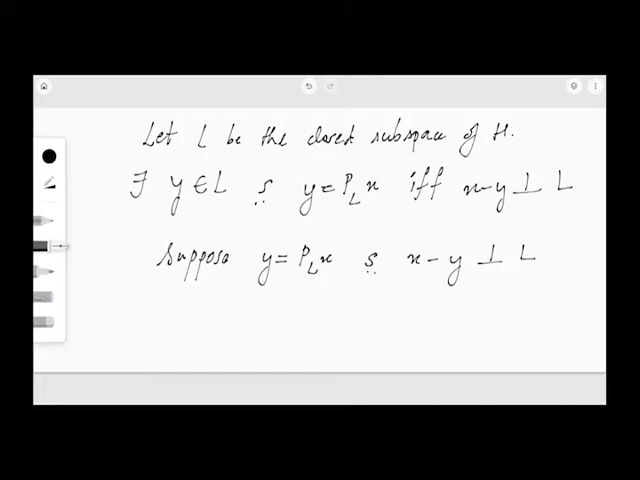 Let L be the closed subspace of H.
∃ y ∈ L s y = P_L x iff x - y ⊥ L
Suppose y = P_L x s x - y ⊥ L